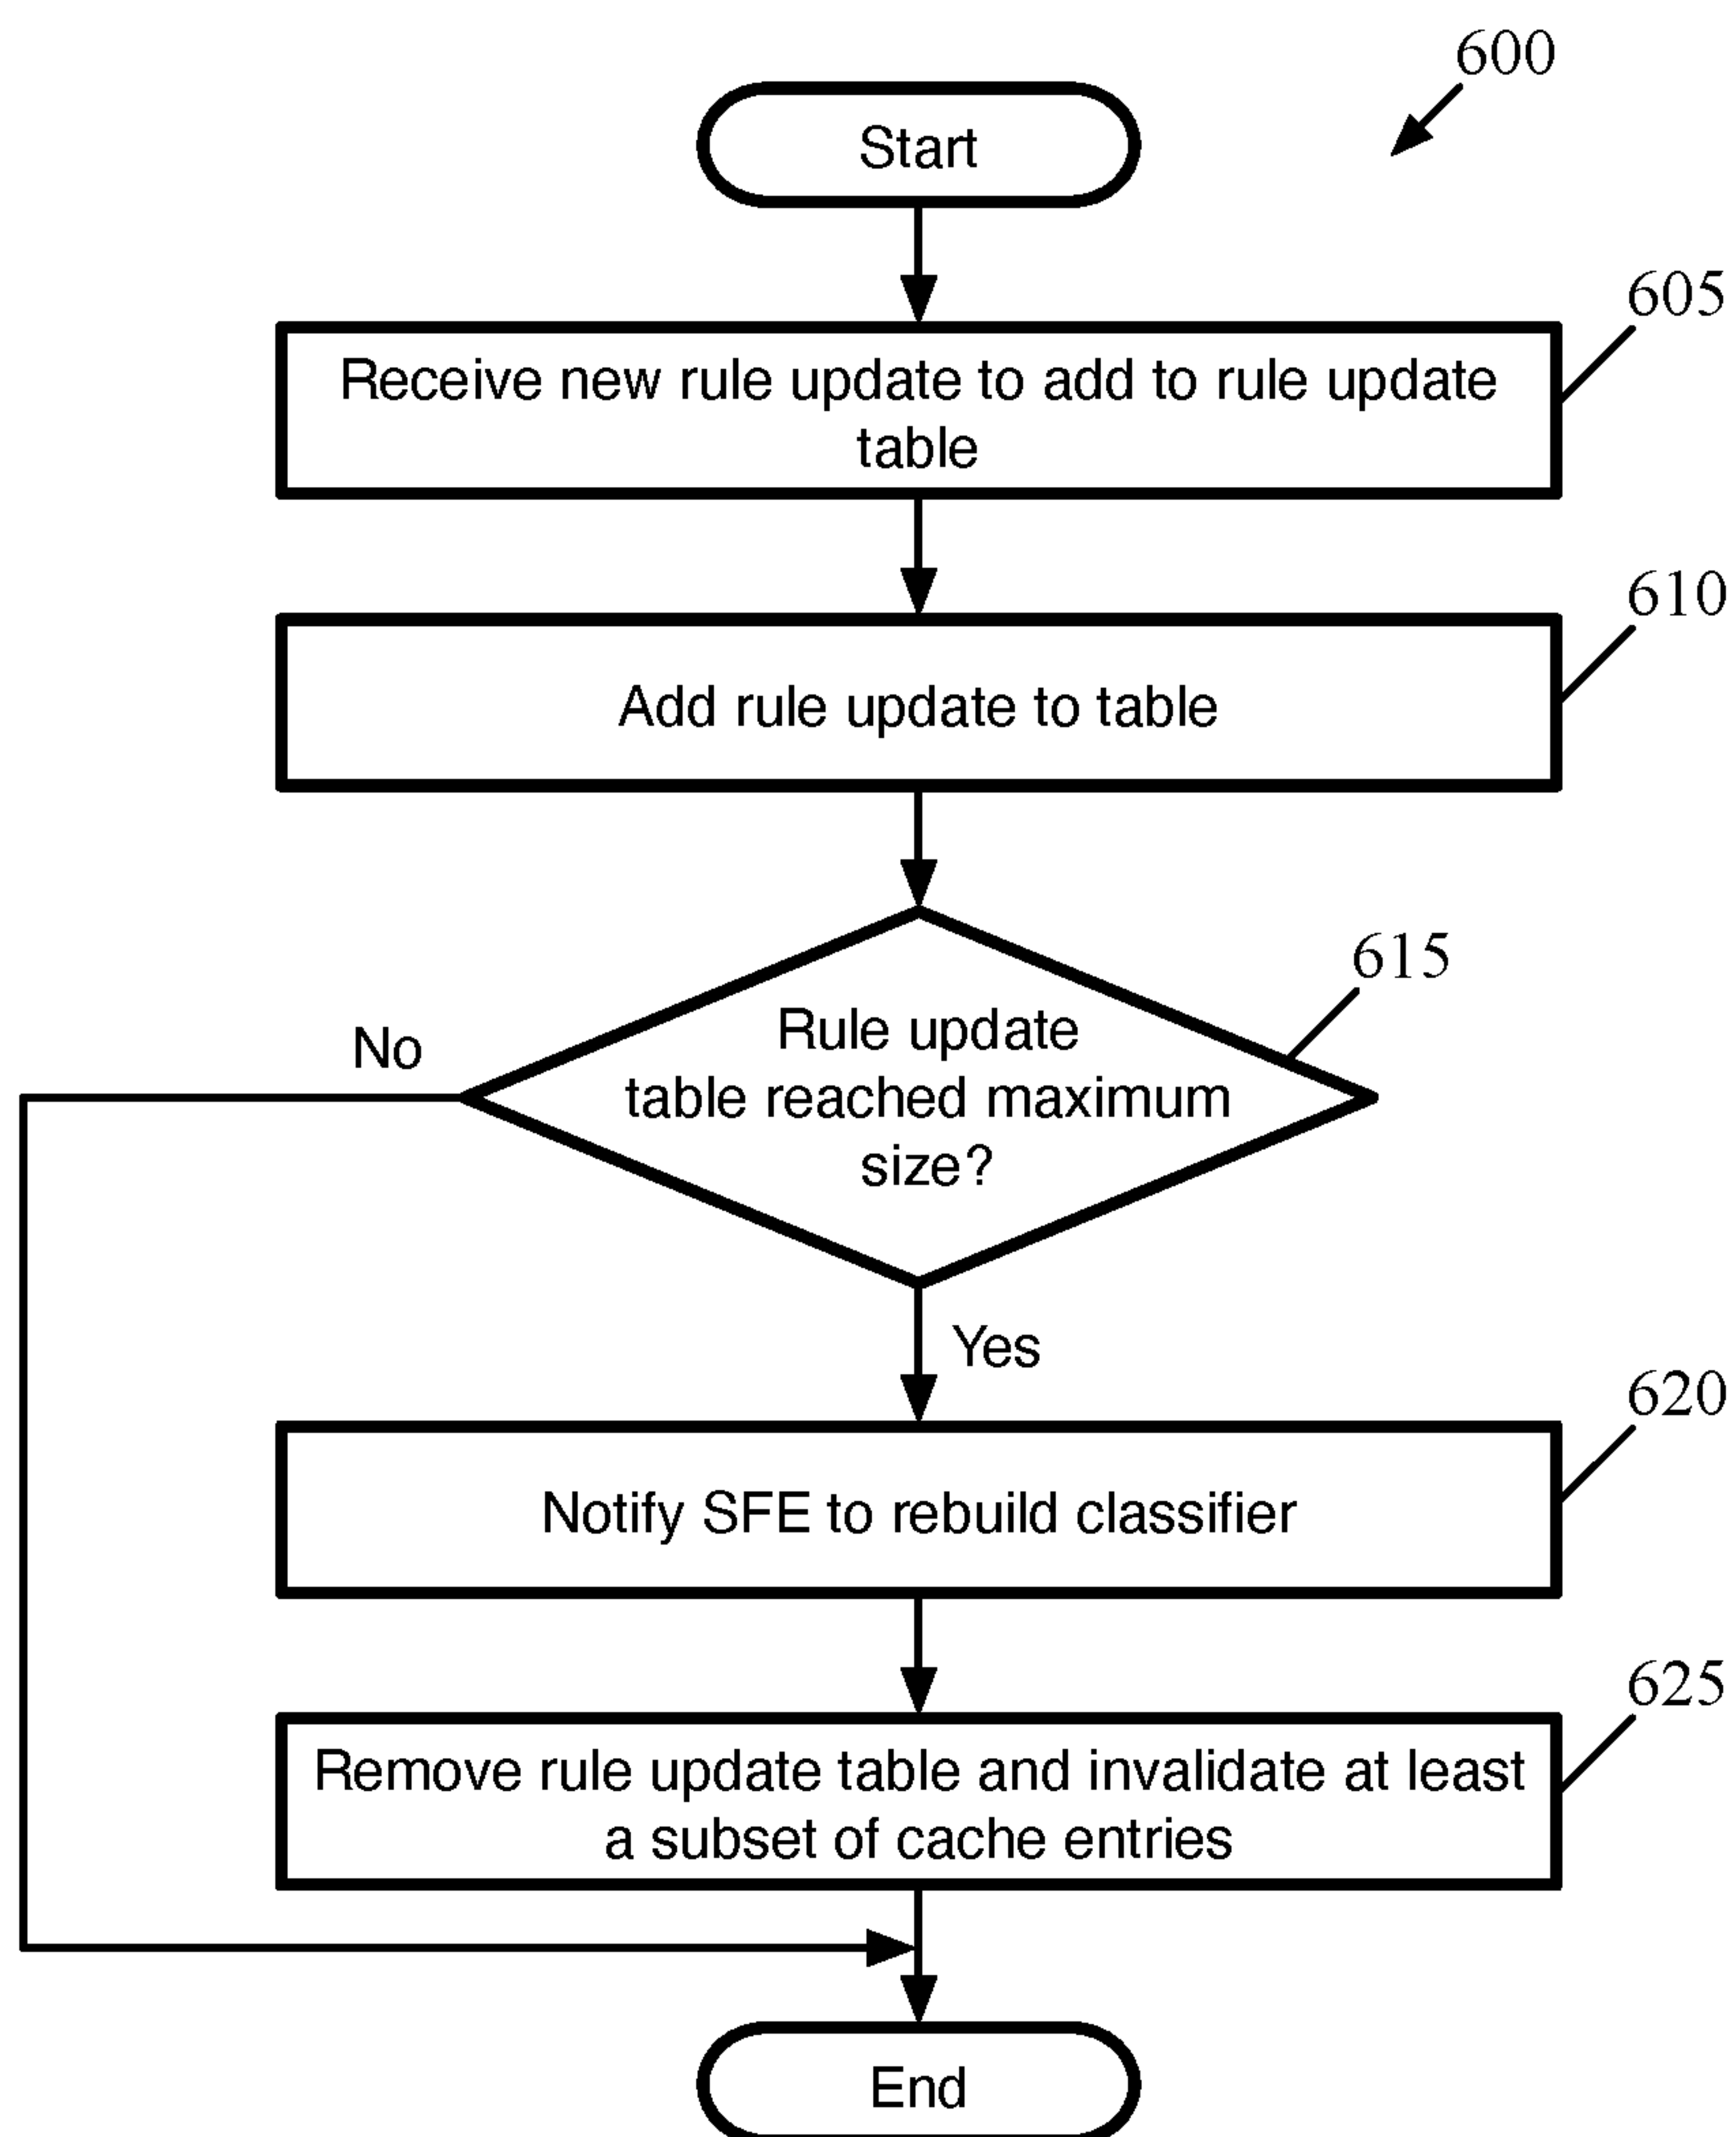 600
Start
605
Receive new rule update to add to rule update
table
610
Add rule update to table
615
Rule update
table reached maximum
size?
No
Yes
620
Notify SFE to rebuild classifier
625
Remove rule update table and invalidate at least
a subset of cache entries
End